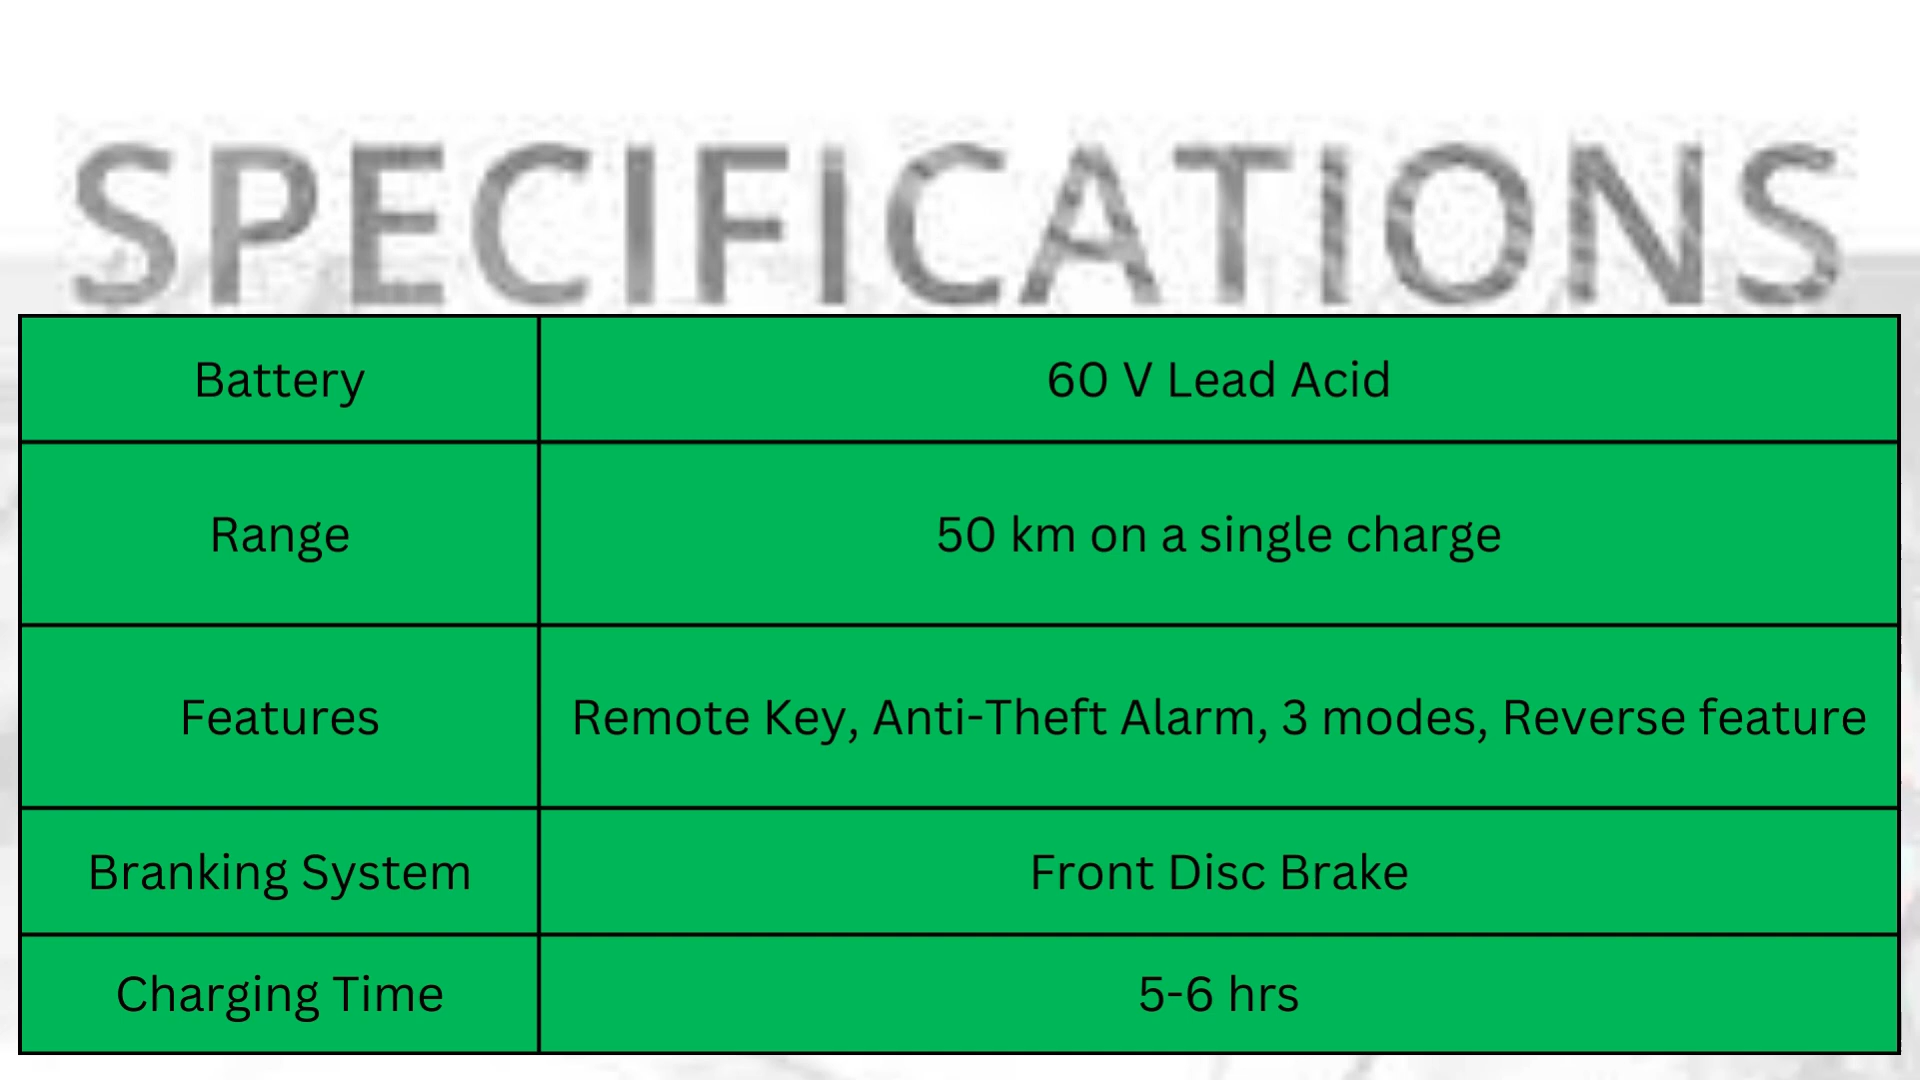 SPECIFICATIONS
Battery
60 V Lead Acid
Range
50 km on a single charge
Features
Remote Key, Anti-Theft Alarm, 3 modes, Reverse feature
Branking System
Front Disc Brake
Charging Time
5-6 hrs